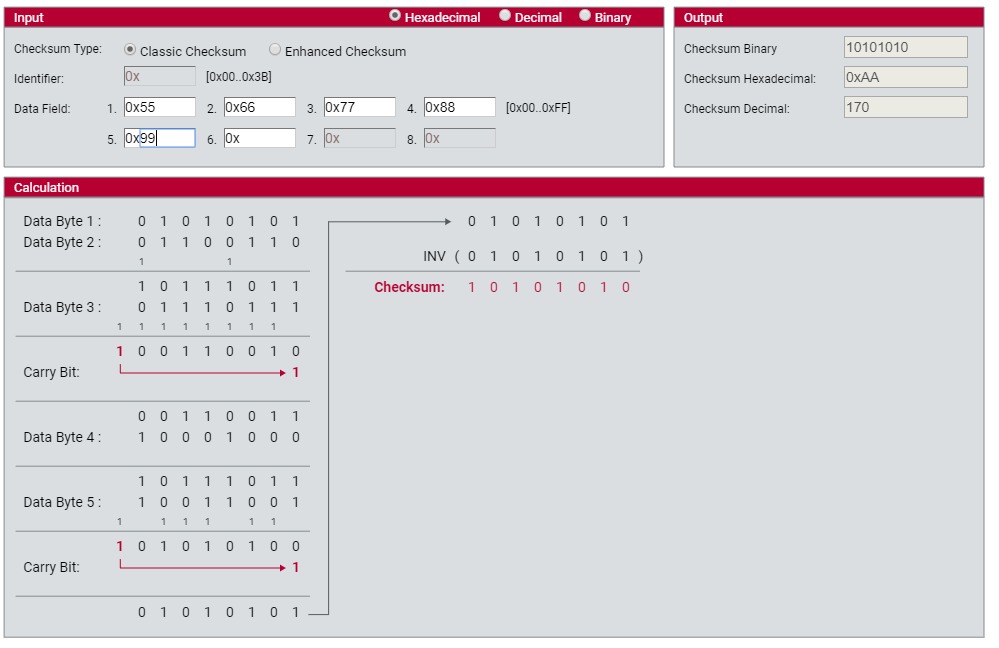 Input Hexadecimal Decimal Binary
Checksum Type: Classic Checksum Enhanced Checksum
Identifier: 0x [0x00..0x3B]
Data Field: 1. 0x55 2. 0x66 3. 0x77 4. 0x88 [0x00..0xFF]
5. 0x99 6. 0x 7. 0x 8. 0x
Output
Checksum Binary 10101010
Checksum Hexadecimal: 0xAA
Checksum Decimal: 170
Calculation
Data Byte 1 : 0 1 0 1 0 1 0 1
Data Byte 2 : 0 1 1 0 0 1 1 0
1 1
1 0 1 1 1 0 1 1
Data Byte 3 : 0 1 1 1 0 1 1 1
1 1 1 1 1 1 1 1
1 0 0 1 1 0 0 1 0
Carry Bit: 1
0 0 1 1 0 0 1 1
Data Byte 4 : 1 0 0 0 1 0 0 0
1 0 1 1 1 0 1 1
Data Byte 5 : 1 0 0 1 1 0 0 1
1 1 1 1 1 1
1 0 1 0 1 0 1 0 0
Carry Bit: 1
0 1 0 1 0 1 0 1
0 1 0 1 0 1 0 1
INV ( 0 1 0 1 0 1 0 1 )
Checksum: 1 0 1 0 1 0 1 0